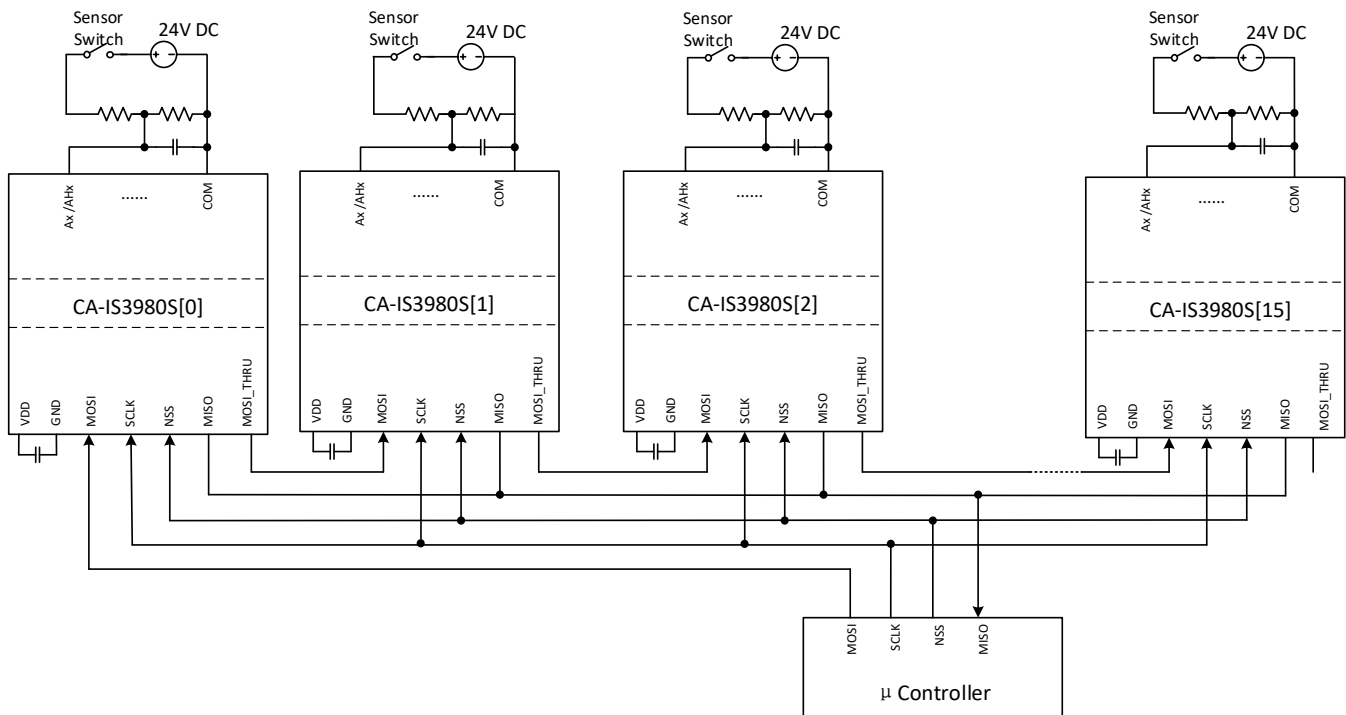 Sensor
Switch
24V DC
Sensor
Switch
24V DC
Sensor
Switch
24V DC
Sensor
Switch
24V DC
Ax /AHx
......
COM
Ax /AHx
......
COM
Ax /AHx
......
COM
Ax /AHx
......
COM
CA-IS3980S[0]
CA-IS3980S[1]
CA-IS3980S[2]
CA-IS3980S[15]
VDD
GND
MOSI
SCLK
NSS
MISO
MOSI_THRU
VDD
GND
MOSI
SCLK
NSS
MISO
MOSI_THRU
VDD
GND
MOSI
SCLK
NSS
MISO
MOSI_THRU
VDD
GND
MOSI
SCLK
NSS
MISO
MOSI_THRU
MOSI
SCLK
NSS
MISO
μ Controller